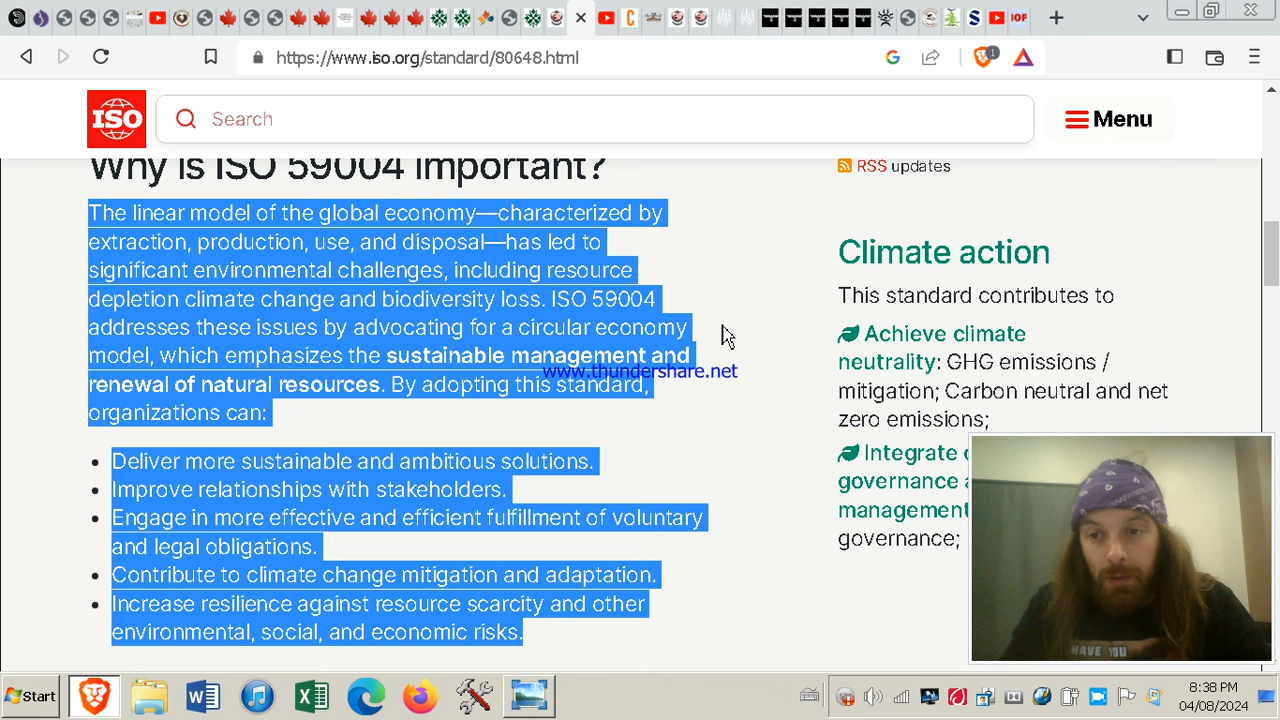 https://www.iso.org/standard/80648.html
ISO
Search
Menu
Why is ISO 59004 important?
The linear model of the global economy—characterized by
extraction, production, use, and disposal—has led to
significant environmental challenges, including resource
depletion climate change and biodiversity loss. ISO 59004
addresses these issues by advocating for a circular economy
model, which emphasizes the sustainable management and
renewal of natural resources. By adopting this standard,
organizations can:
Deliver more sustainable and ambitious solutions.
Improve relationships with stakeholders.
Engage in more effective and efficient fulfillment of voluntary
and legal obligations.
Contribute to climate change mitigation and adaptation.
Increase resilience against resource scarcity and other
environmental, social, and economic risks.
www.thundershare.net
RSS updates
Climate action
This standard contributes to
Achieve climate
neutrality: GHG emissions /
mitigation; Carbon neutral and net
zero emissions;
Integrate
governance
management
governance;
HAVE YOU
Start
8:38 PM
04/08/2024